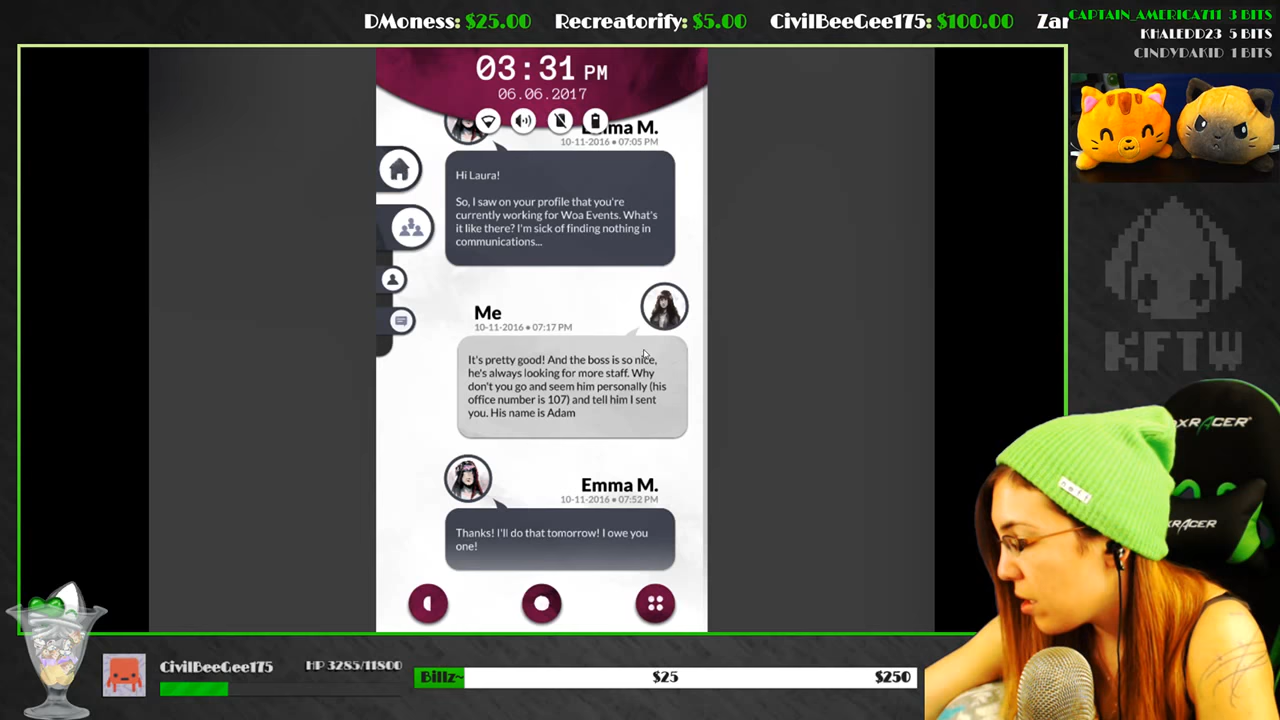 DMoness: $25.00 Recreatorify: $5.00 CivilBeeGee175: $100.00 Zar
CAPTAIN_AMERICA711 3 BITS
KHALEDD23 5 BITS
CINDYDAKID 1 BITS
03:31 PM
06.06.2017
Emma M.
10-11-2016 • 07:05 PM
Hi Laura!
So, I saw on your profile that you're
currently working for Woa Events. What's
it like there? I'm sick of finding nothing in
communications...
Me
10-11-2016 • 07:17 PM
It's pretty good! And the boss is so nice,
he's always looking for more staff. Why
don't you go and seem him personally (his
office number is 107) and tell him I sent
you. His name is Adam
Emma M.
10-11-2016 • 07:52 PM
Thanks! I'll do that tomorrow! I owe you
one!
KFTW
DXRACER
DXRACER
neff
CivilBeeGee175 HP 3285/11800
Billz~ $25 $250